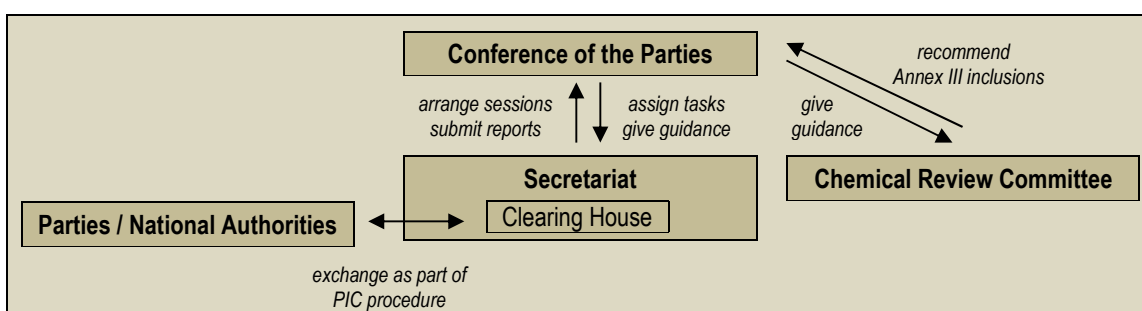 Conference of the Parties
recommend
Annex III inclusions
arrange sessions
submit reports
assign tasks
give guidance
give
guidance
Secretariat
Clearing House
Chemical Review Committee
Parties / National Authorities
exchange as part of
PIC procedure